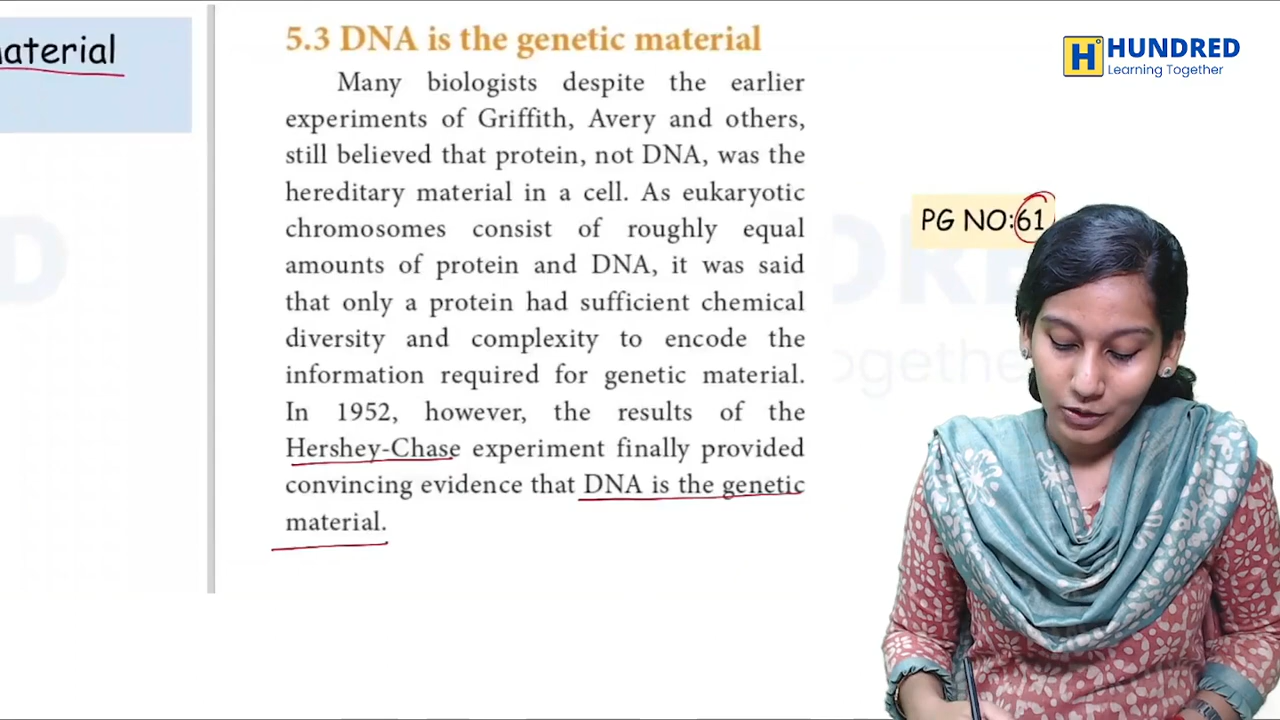 aterial
5.3 DNA is the genetic material
Many biologists despite the earlier
experiments of Griffith, Avery and others,
still believed that protein, not DNA, was the
hereditary material in a cell. As eukaryotic
chromosomes consist of roughly equal
amounts of protein and DNA, it was said
that only a protein had sufficient chemical
diversity and complexity to encode the
information required for genetic material.
In 1952, however, the results of the
Hershey-Chase experiment finally provided
convincing evidence that DNA is the genetic
material.
H HUNDRED
Learning Together
PG NO:61
D
DRE
ogethe